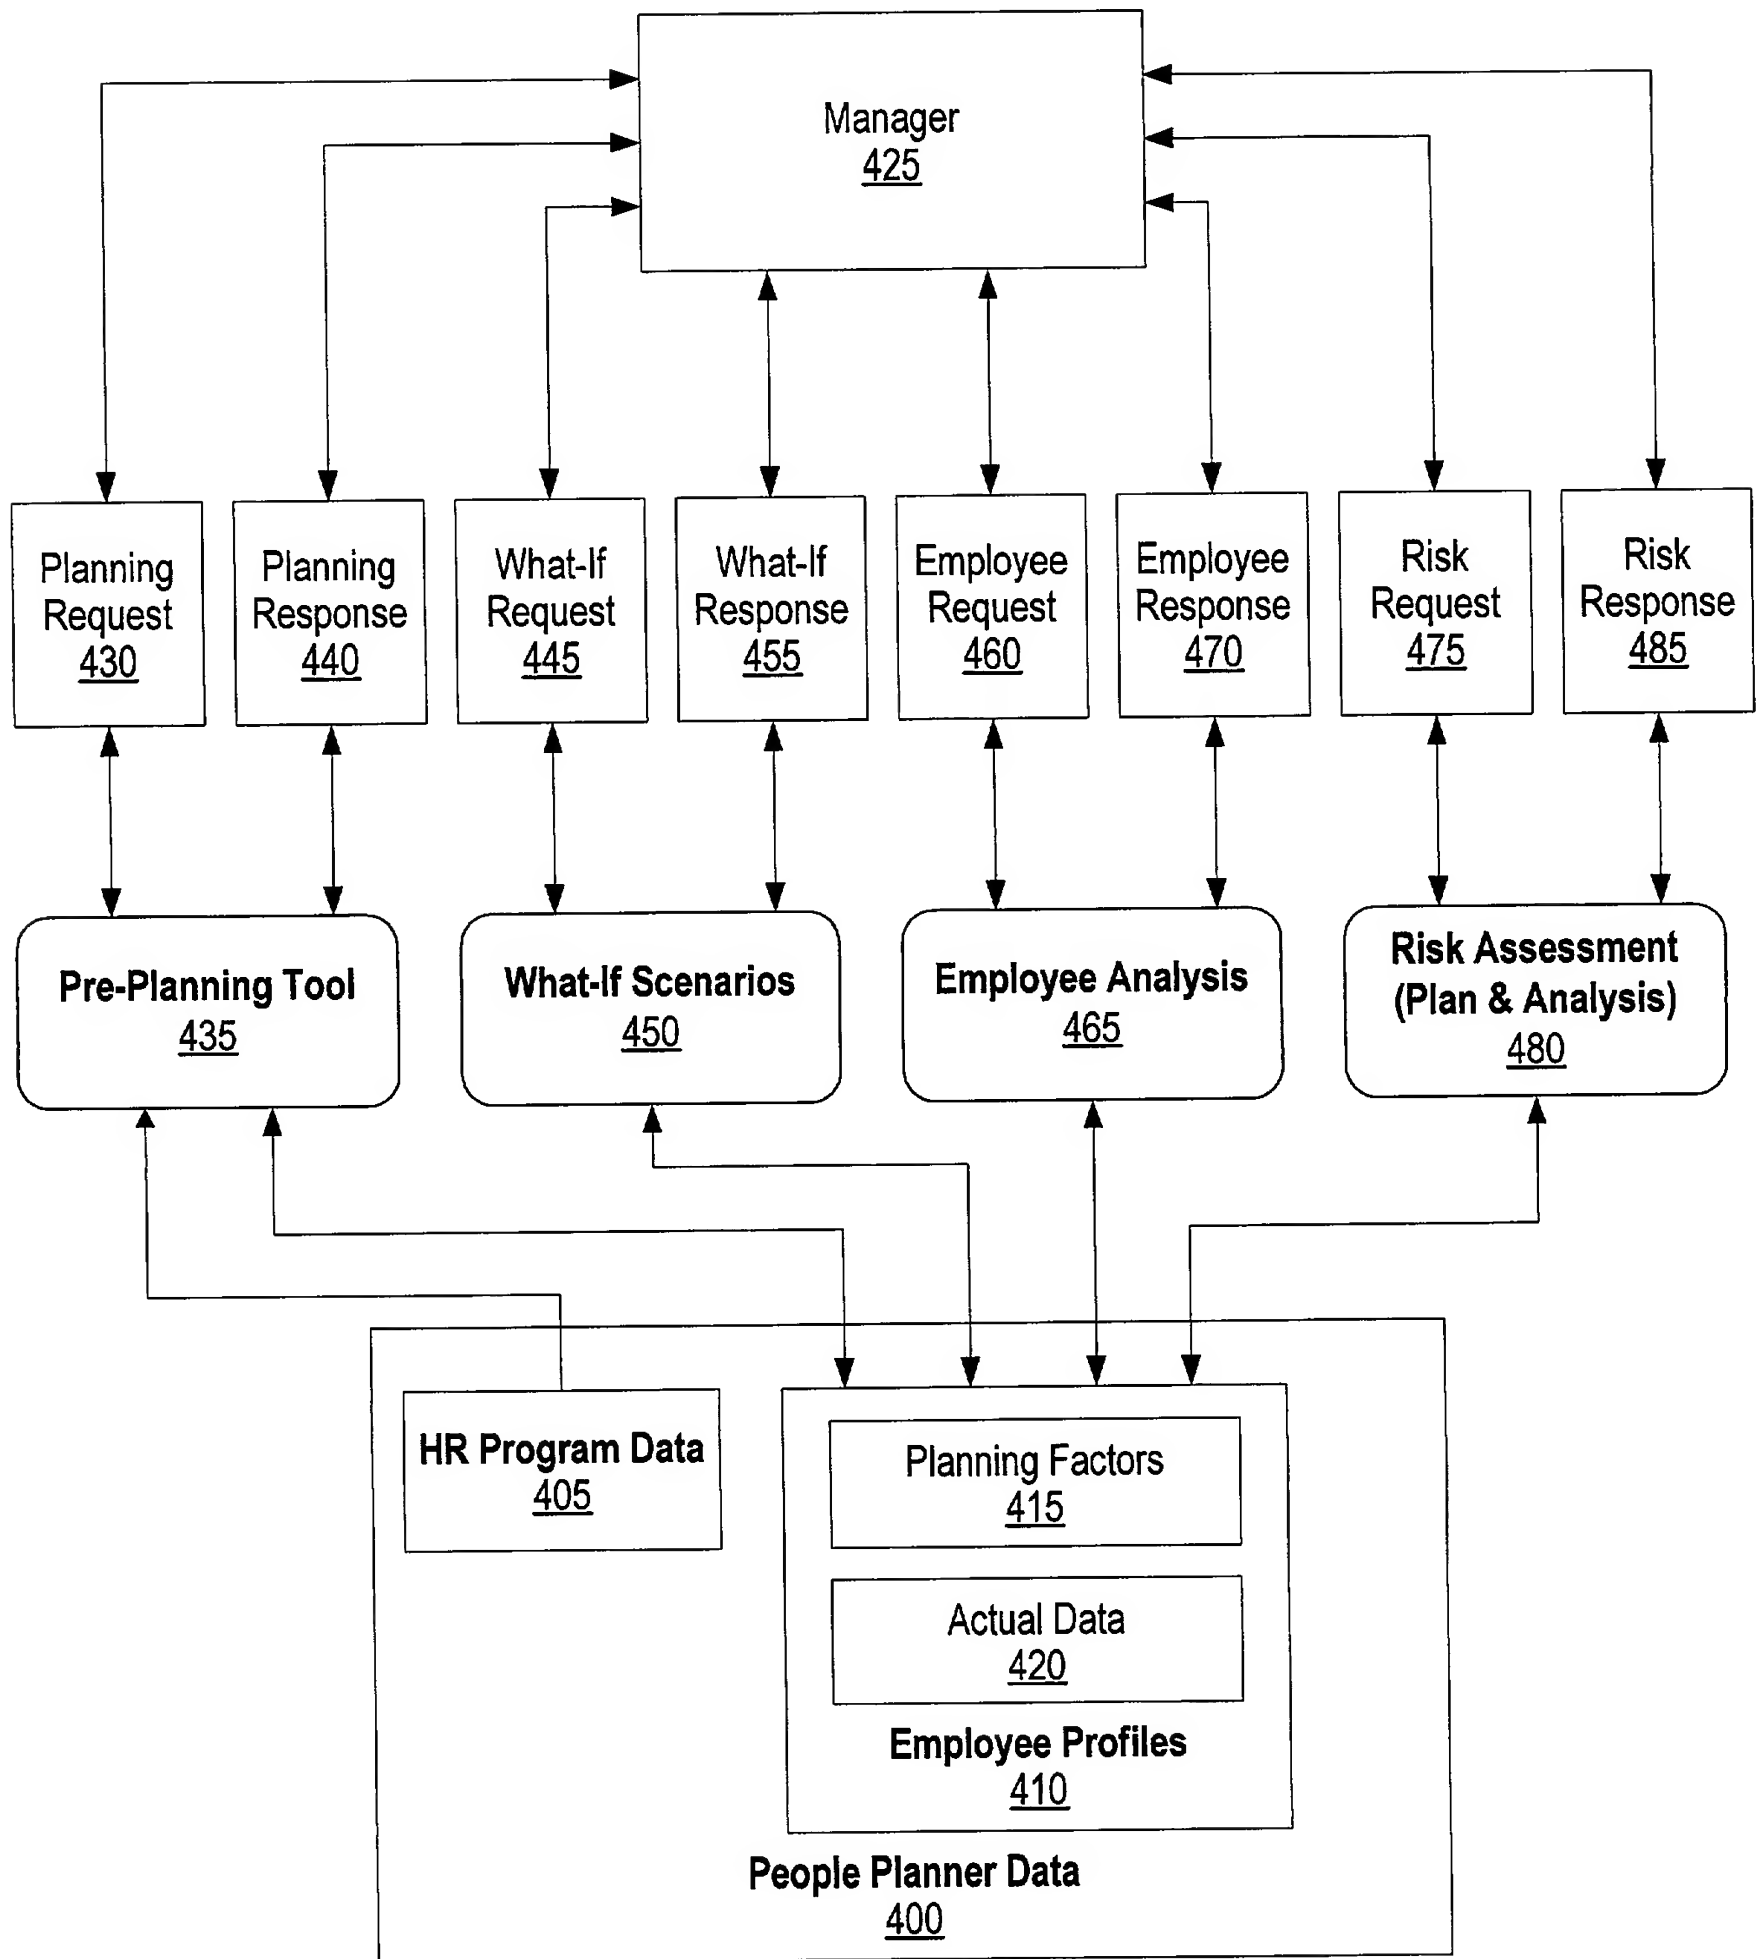 Manager
425
Planning
Request
430
Planning
Response
440
What-If
Request
445
What-If
Response
455
Employee
Request
460
Employee
Response
470
Risk
Request
475
Risk
Response
485
Pre-Planning Tool
435
What-If Scenarios
450
Employee Analysis
465
Risk Assessment
(Plan & Analysis)
480
HR Program Data
405
Planning Factors
415
Actual Data
420
Employee Profiles
410
People Planner Data
400